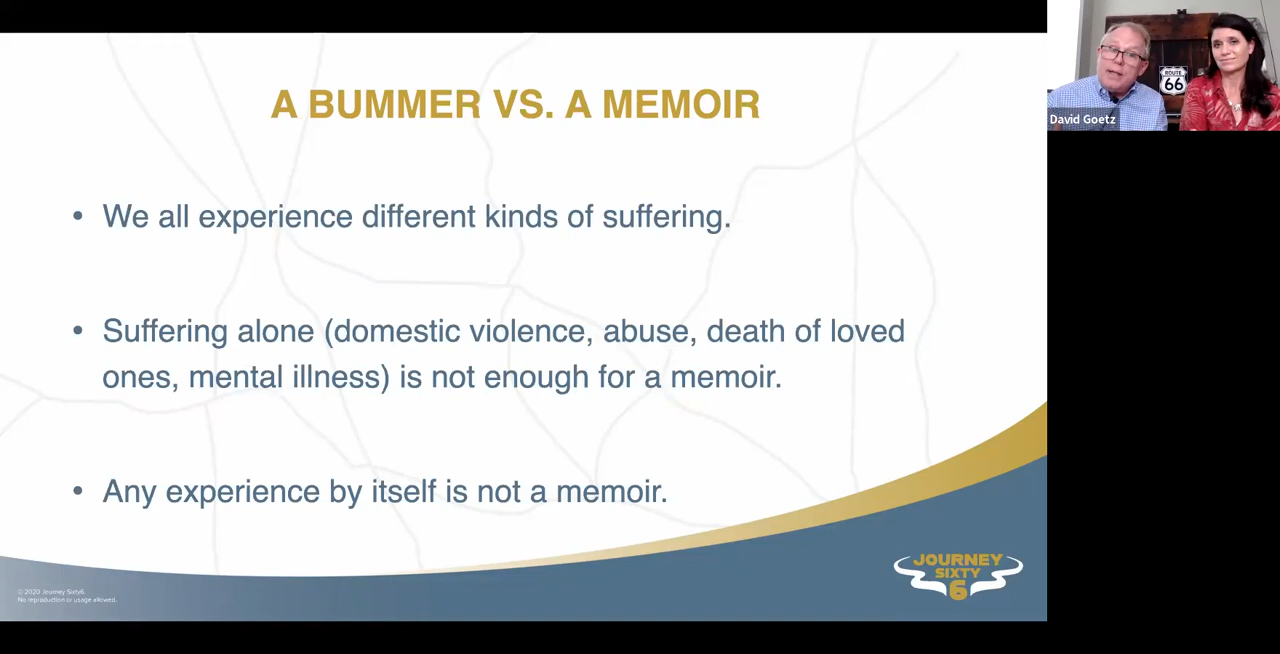 A BUMMER VS. A MEMOIR
• We all experience different kinds of suffering.
• Suffering alone (domestic violence, abuse, death of loved
ones, mental illness) is not enough for a memoir.
• Any experience by itself is not a memoir.
© 2020 Journey Sixty6.
No reproduction or usage allowed.
JOURNEY
SIXTY
6
ROUTE
66
David Goetz